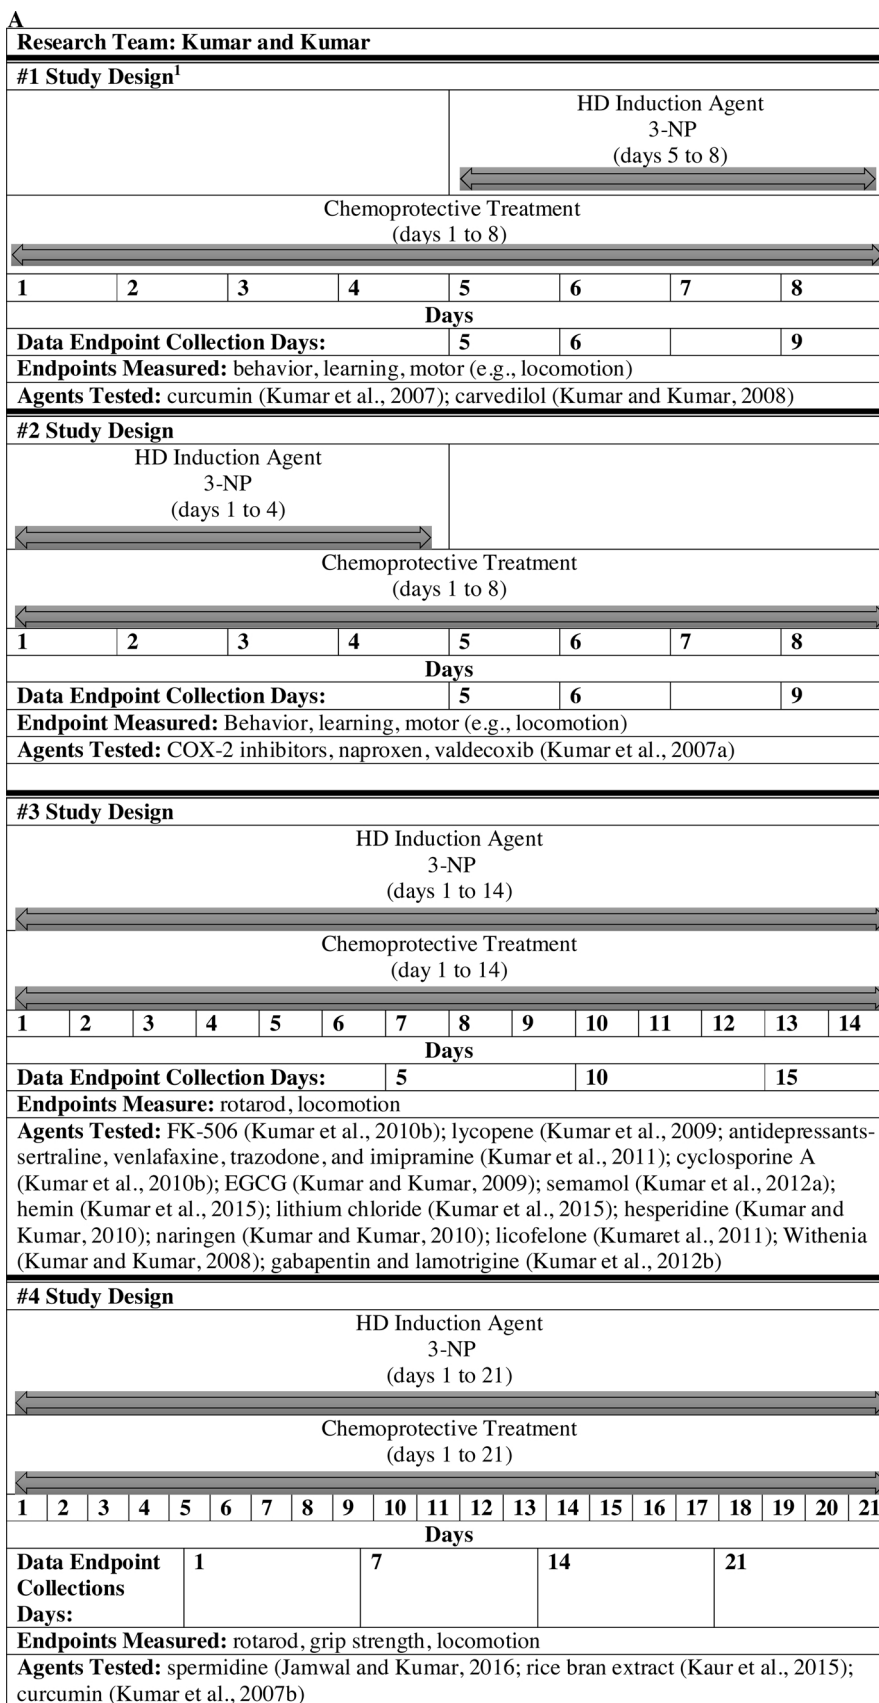 A
Research Team: Kumar and Kumar
#1 Study Design1
HD Induction Agent
3-NP
(days 5 to 8)
Chemoprotective Treatment
(days 1 to 8)
1 2 3 4 5 6 7 8
Days
Data Endpoint Collection Days: 5 6 9
Endpoints Measured: behavior, learning, motor (e.g., locomotion)
Agents Tested: curcumin (Kumar et al., 2007); carvedilol (Kumar and Kumar, 2008)
#2 Study Design
HD Induction Agent
3-NP
(days 1 to 4)
Chemoprotective Treatment
(days 1 to 8)
1 2 3 4 5 6 7 8
Days
Data Endpoint Collection Days: 5 6 9
Endpoint Measured: Behavior, learning, motor (e.g., locomotion)
Agents Tested: COX-2 inhibitors, naproxen, valdecoxib (Kumar et al., 2007a)
#3 Study Design
HD Induction Agent
3-NP
(days 1 to 14)
Chemoprotective Treatment
(day 1 to 14)
1 2 3 4 5 6 7 8 9 10 11 12 13 14
Days
Data Endpoint Collection Days: 5 10 15
Endpoints Measure: rotarod, locomotion
Agents Tested: FK-506 (Kumar et al., 2010b); lycopene (Kumar et al., 2009; antidepressants-
sertraline, venlafaxine, trazodone, and imipramine (Kumar et al., 2011); cyclosporine A
(Kumar et al., 2010b); EGCG (Kumar and Kumar, 2009); semamol (Kumar et al., 2012a);
hemin (Kumar et al., 2015); lithium chloride (Kumar et al., 2015); hesperidine (Kumar and
Kumar, 2010); naringen (Kumar and Kumar, 2010); licofelone (Kumaret al., 2011); Withenia
(Kumar and Kumar, 2008); gabapentin and lamotrigine (Kumar et al., 2012b)
#4 Study Design
HD Induction Agent
3-NP
(days 1 to 21)
Chemoprotective Treatment
(days 1 to 21)
1 2 3 4 5 6 7 8 9 10 11 12 13 14 15 16 17 18 19 20 21
Days
Data Endpoint 1 7 14 21
Collections
Days:
Endpoints Measured: rotarod, grip strength, locomotion
Agents Tested: spermidine (Jamwal and Kumar, 2016; rice bran extract (Kaur et al., 2015);
curcumin (Kumar et al., 2007b)